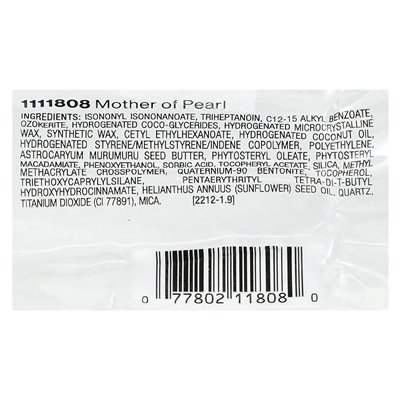 1111808 Mother of Pearl
INGREDIENTS: ISONONYL ISONONANOATE, TRIHEPTANOIN, C12-15 ALKYL BENZOATE,
OZOKERITE, HYDROGENATED COCO-GLYCERIDES, HYDROGENATED MICROCRYSTALLINE
WAX, SYNTHETIC WAX, CETYL ETHYLHEXANOATE, HYDROGENATED COCONUT OIL,
HYDROGENATED STYRENE/METHYLSTYRENE/INDENE COPOLYMER, POLYETHYLENE,
ASTROCARYUM MURUMURU SEED BUTTER, PHYTOSTERYL OLEATE, PHYTOSTERYL
MACADAMIATE, PHENOXYETHANOL, SORBIC ACID, TOCOPHERYL ACETATE, SILICA, METHYL
METHACRYLATE CROSSPOLYMER, QUATERNIUM-90 BENTONITE, TOCOPHEROL,
TRIETHOXYCAPRYLYLSILANE, PENTAERYTHRITYL TETRA-DI-T-BUTYL
HYDROXYHYDROCINNAMATE, HELIANTHUS ANNUUS (SUNFLOWER) SEED OIL, QUARTZ,
TITANIUM DIOXIDE (CI 77891), MICA. [2212-1.9]
0 77802 11808 0